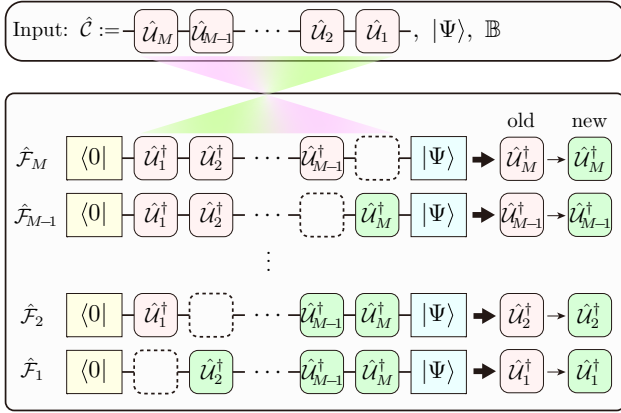 Input: 𝒞̂ := 𝒰̂_M 𝒰̂_{M−1} ⋯ 𝒰̂_2 𝒰̂_1, |Ψ⟩, 𝔹
old new
ℱ̂_M ⟨0| 𝒰̂_1^† 𝒰̂_2^† ⋯ 𝒰̂_{M−1}^† |Ψ⟩ ➡ 𝒰̂_M^† → 𝒰̂_M^†
ℱ̂_{M−1} ⟨0| 𝒰̂_1^† 𝒰̂_2^† ⋯ 𝒰̂_M^† |Ψ⟩ ➡ 𝒰̂_{M−1}^† → 𝒰̂_{M−1}^†
⋮
ℱ̂_2 ⟨0| 𝒰̂_1^† ⋯ 𝒰̂_{M−1}^† 𝒰̂_M^† |Ψ⟩ ➡ 𝒰̂_2^† → 𝒰̂_2^†
ℱ̂_1 ⟨0| 𝒰̂_2^† ⋯ 𝒰̂_{M−1}^† 𝒰̂_M^† |Ψ⟩ ➡ 𝒰̂_1^† → 𝒰̂_1^†